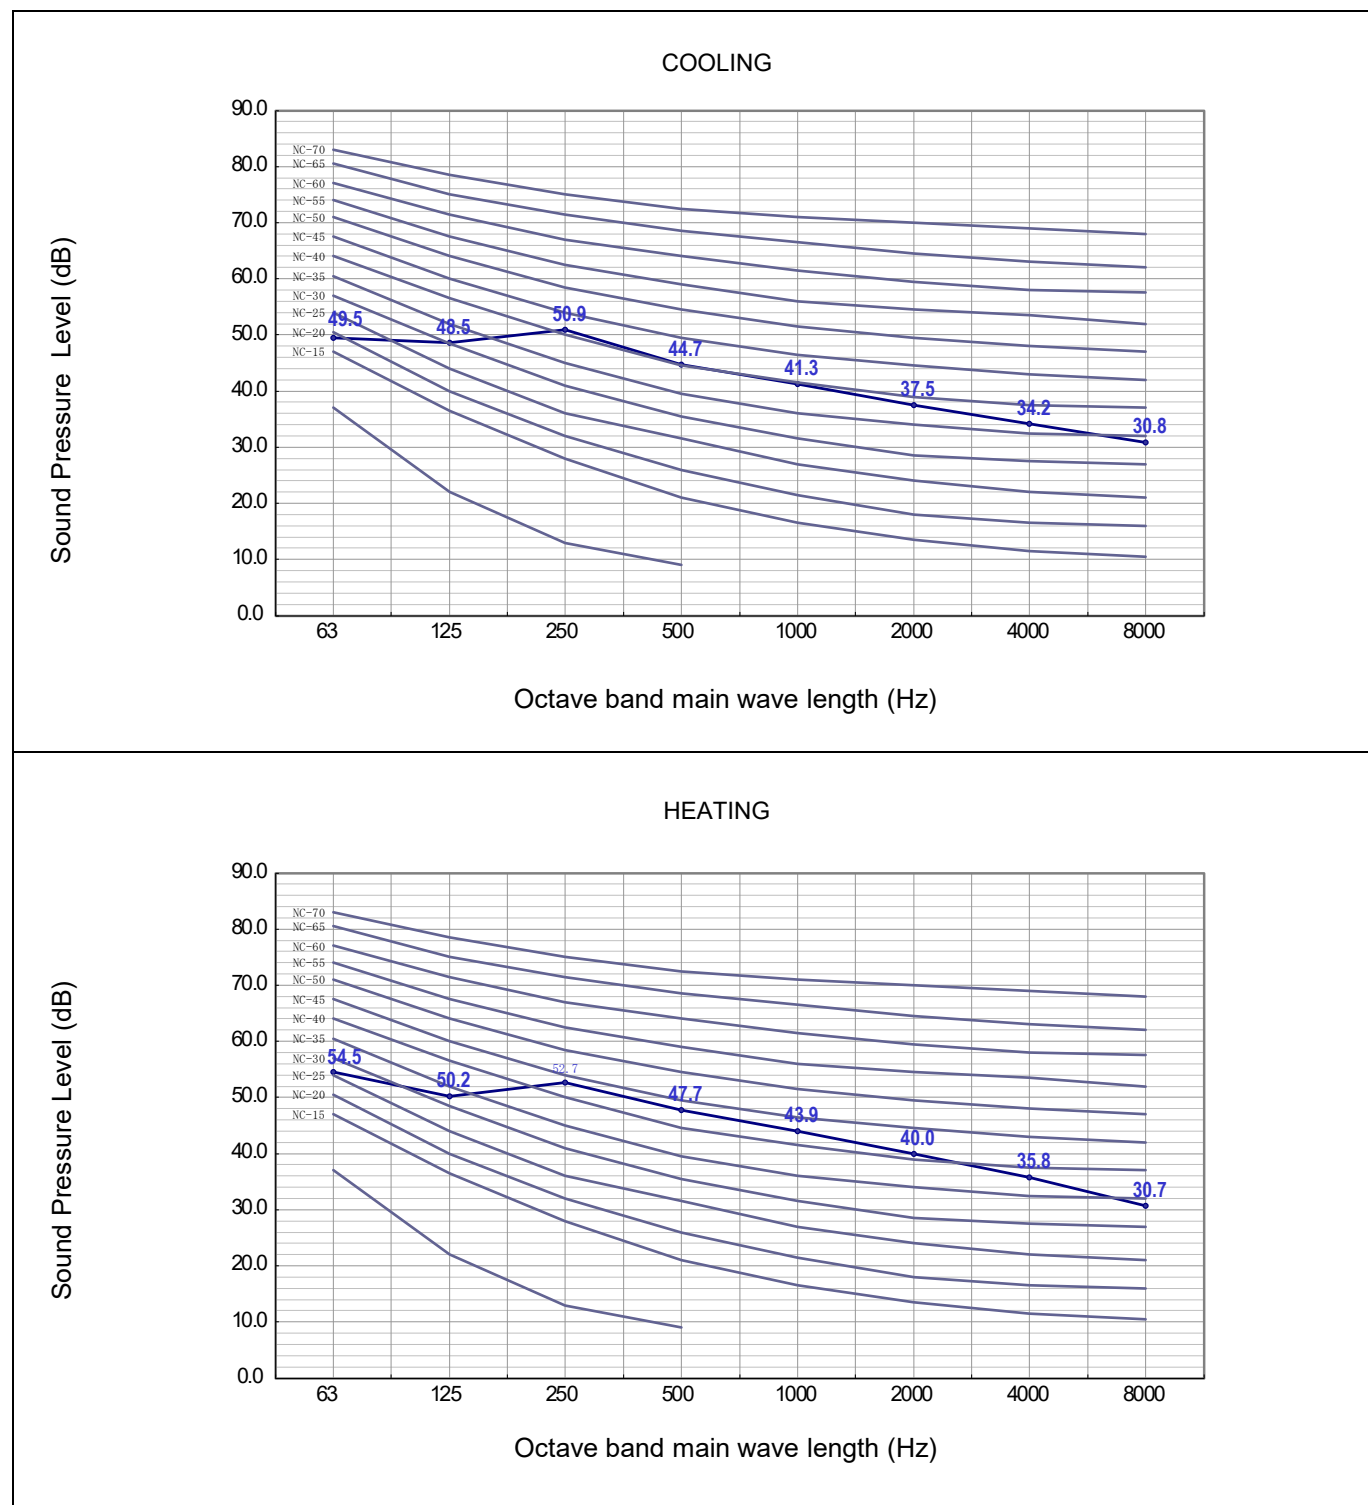 COOLING
90.0
80.0
70.0
60.0
50.0
40.0
30.0
20.0
10.0
0.0
Sound Pressure Level (dB)
NC-70
NC-65
NC-60
NC-55
NC-50
NC-45
NC-40
NC-35
NC-30
NC-25
NC-20
NC-15
49.5
48.5
50.9
44.7
41.3
37.5
34.2
30.8
63 125 250 500 1000 2000 4000 8000
Octave band main wave length (Hz)
HEATING
90.0
80.0
70.0
60.0
50.0
40.0
30.0
20.0
10.0
0.0
Sound Pressure Level (dB)
NC-70
NC-65
NC-60
NC-55
NC-50
NC-45
NC-40
NC-35
NC-30
NC-25
NC-20
NC-15
54.5
50.2
52.7
47.7
43.9
40.0
35.8
30.7
63 125 250 500 1000 2000 4000 8000
Octave band main wave length (Hz)